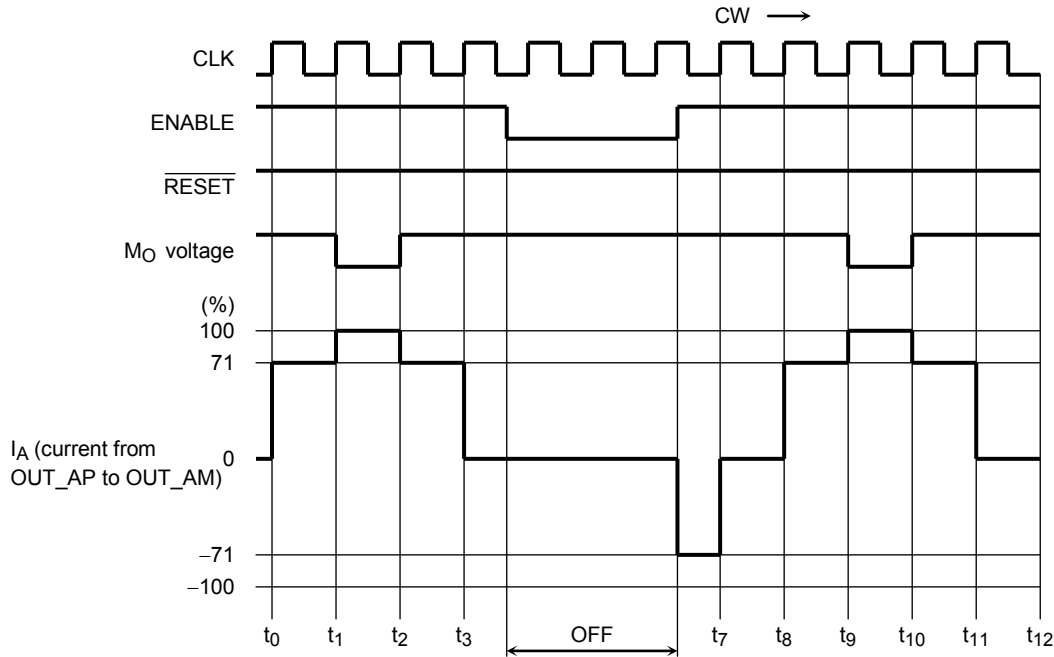 CW
CLK
ENABLE
RESET
MO voltage
(%)
100
71
IA (current from
OUT_AP to OUT_AM)
0
−71
−100
t0 t1 t2 t3 OFF t7 t8 t9 t10 t11 t12